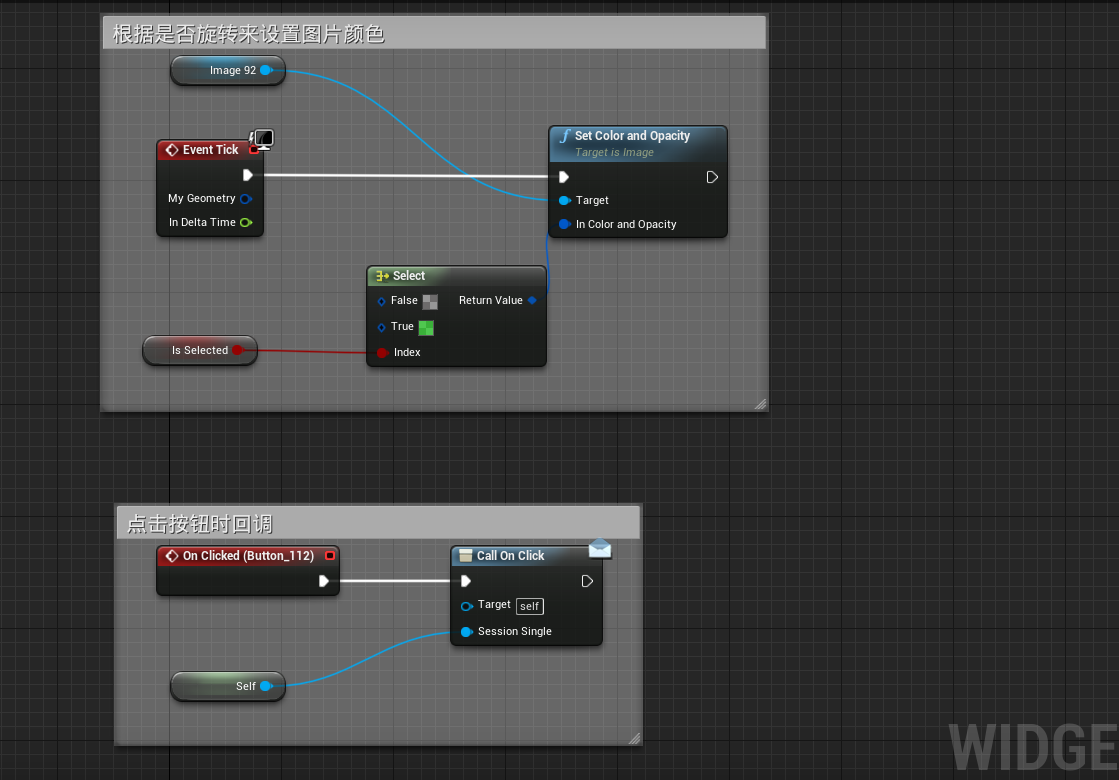 根据是否旋转来设置图片颜色
Image 92
Event Tick
My Geometry
In Delta Time
Set Color and Opacity
Target is Image
Target
In Color and Opacity
Select
False
Return Value
True
Index
Is Selected
点击按钮时回调
On Clicked (Button_112)
Call On Click
Target self
Session Single
Self
WIDGE